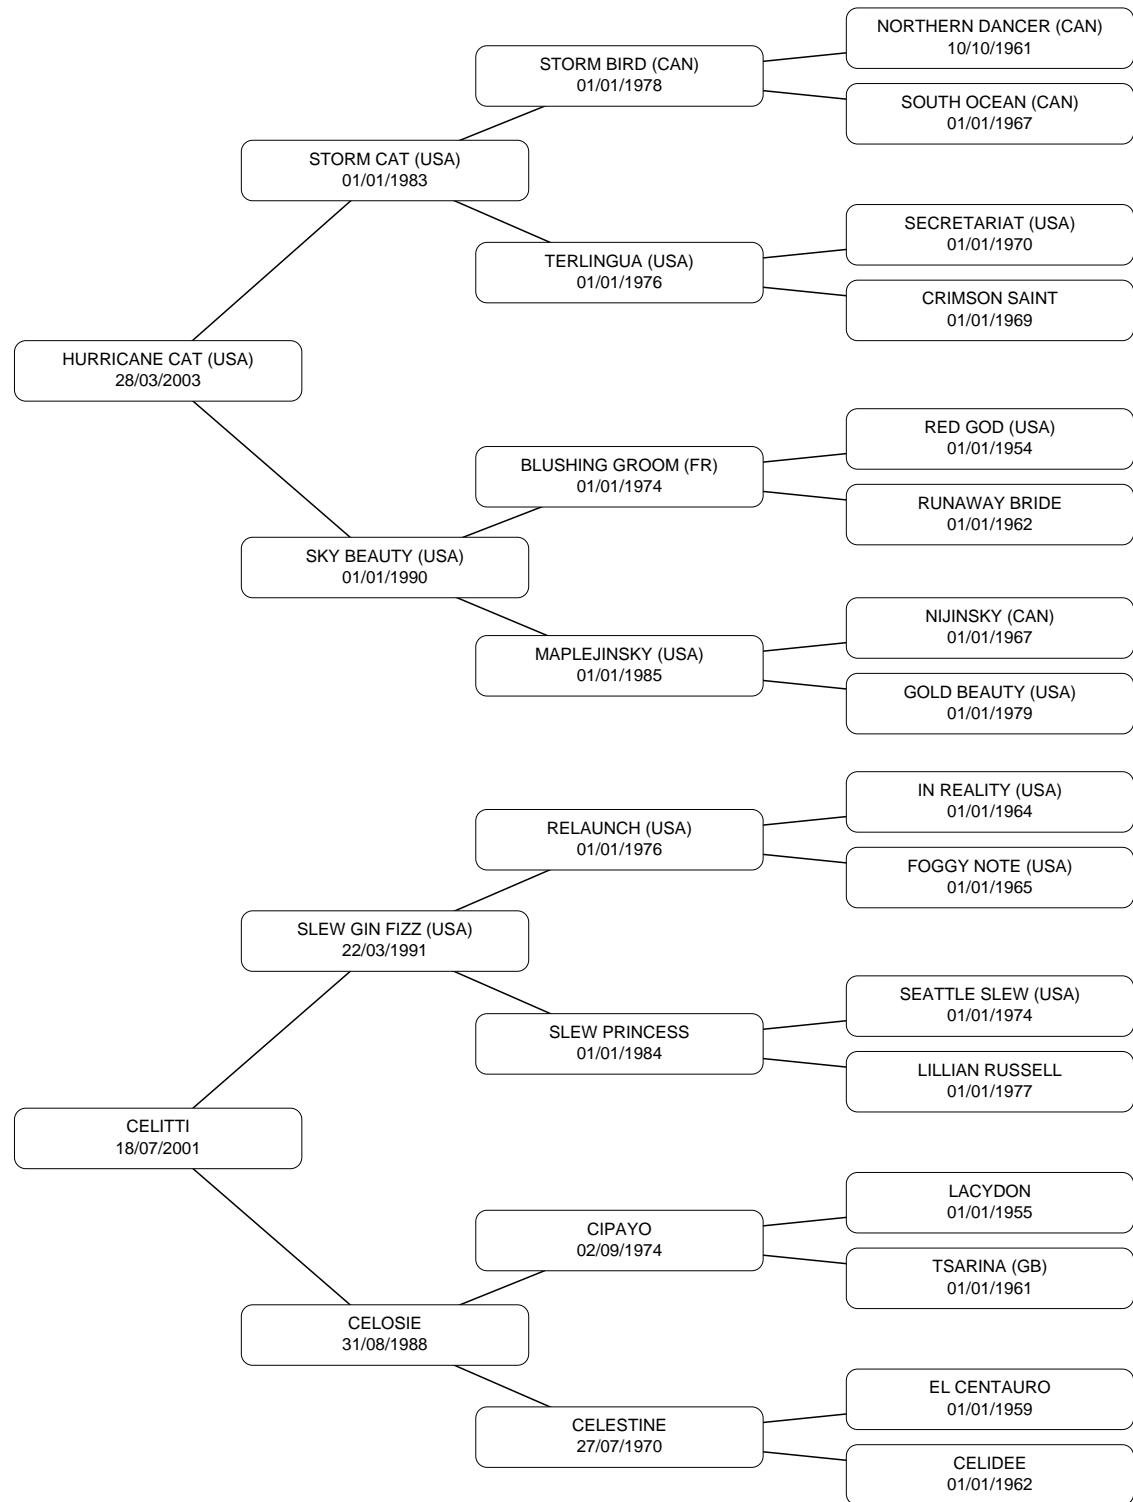 NORTHERN DANCER (CAN)
10/10/1961
STORM BIRD (CAN)
01/01/1978
SOUTH OCEAN (CAN)
01/01/1967
STORM CAT (USA)
01/01/1983
SECRETARIAT (USA)
01/01/1970
TERLINGUA (USA)
01/01/1976
CRIMSON SAINT
01/01/1969
HURRICANE CAT (USA)
28/03/2003
RED GOD (USA)
01/01/1954
BLUSHING GROOM (FR)
01/01/1974
RUNAWAY BRIDE
01/01/1962
SKY BEAUTY (USA)
01/01/1990
NIJINSKY (CAN)
01/01/1967
MAPLEJINSKY (USA)
01/01/1985
GOLD BEAUTY (USA)
01/01/1979
IN REALITY (USA)
01/01/1964
RELAUNCH (USA)
01/01/1976
FOGGY NOTE (USA)
01/01/1965
SLEW GIN FIZZ (USA)
22/03/1991
SEATTLE SLEW (USA)
01/01/1974
SLEW PRINCESS
01/01/1984
LILLIAN RUSSELL
01/01/1977
CELITTI
18/07/2001
LACYDON
01/01/1955
CIPAYO
02/09/1974
TSARINA (GB)
01/01/1961
CELOSIE
31/08/1988
EL CENTAURO
01/01/1959
CELESTINE
27/07/1970
CELIDEE
01/01/1962